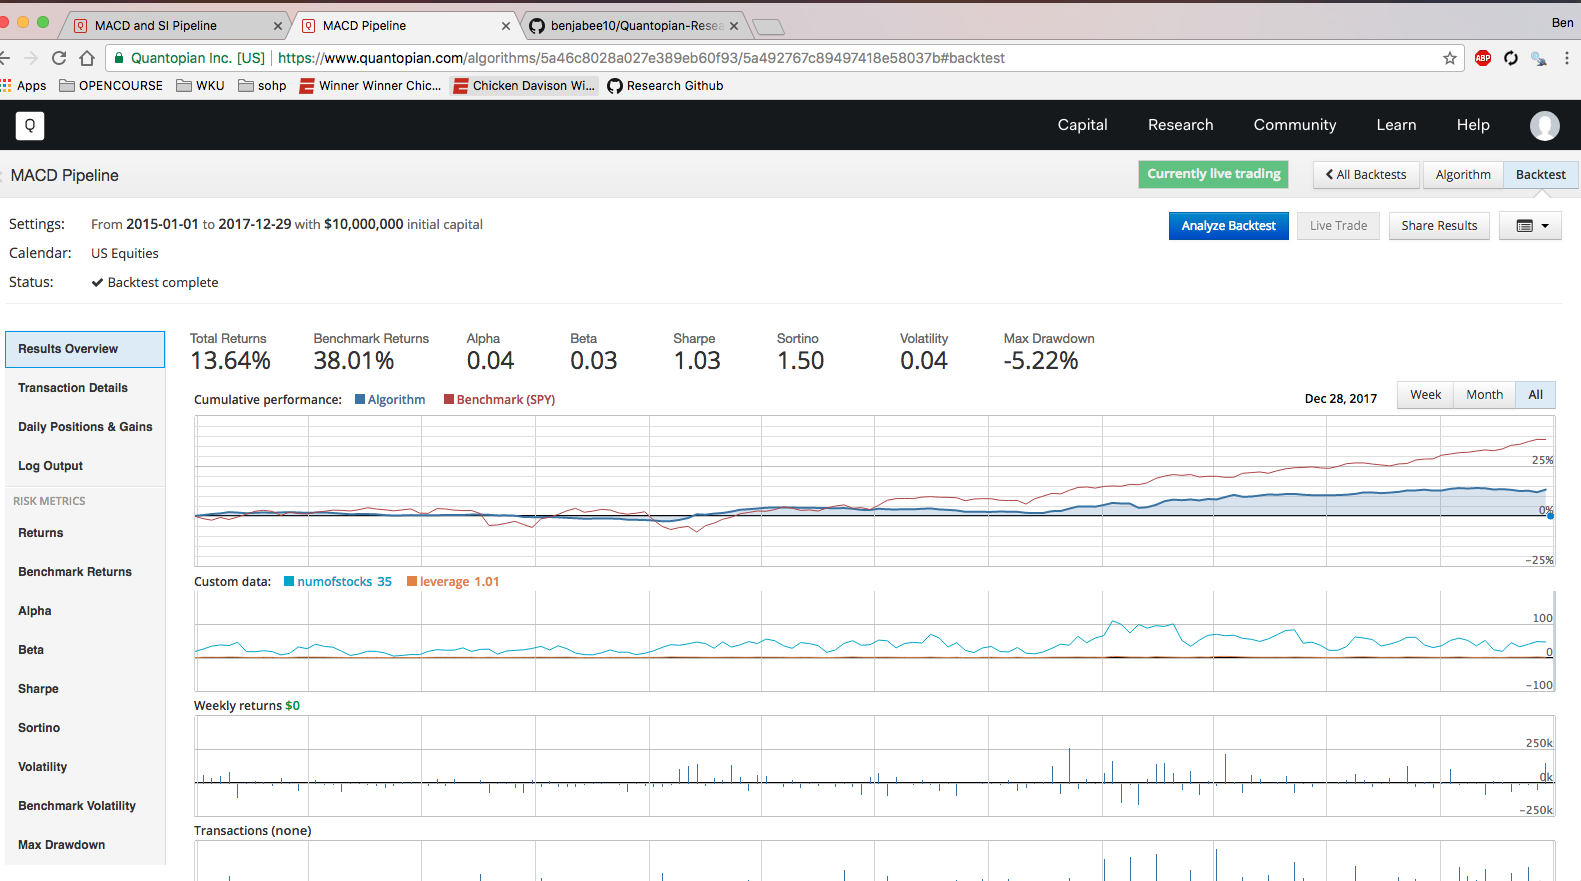 MACD and SI Pipeline
MACD Pipeline
benjabee10/Quantopian-Resea
Ben
Quantopian Inc. [US] https://www.quantopian.com/algorithms/5a46c8028a027e389eb60f93/5a492767c89497418e58037b#backtest
ABP
Apps OPENCOURSE WKU sohp Winner Winner Chic... Chicken Davison Wi... Research Github
Q Capital Research Community Learn Help
MACD Pipeline Currently live trading All Backtests Algorithm Backtest
Settings: From 2015-01-01 to 2017-12-29 with $10,000,000 initial capital
Analyze Backtest Live Trade Share Results
Calendar: US Equities
Status: Backtest complete
Results Overview
Transaction Details
Daily Positions & Gains
Log Output
RISK METRICS
Returns
Benchmark Returns
Alpha
Beta
Sharpe
Sortino
Volatility
Benchmark Volatility
Max Drawdown
Total Returns Benchmark Returns Alpha Beta Sharpe Sortino Volatility Max Drawdown
13.64% 38.01% 0.04 0.03 1.03 1.50 0.04 -5.22%
Cumulative performance: Algorithm Benchmark (SPY) Dec 28, 2017 Week Month All
25%
0%
-25%
Custom data: numofstocks 35 leverage 1.01
100
0
-100
Weekly returns $0
250k
0k
-250k
Transactions (none)